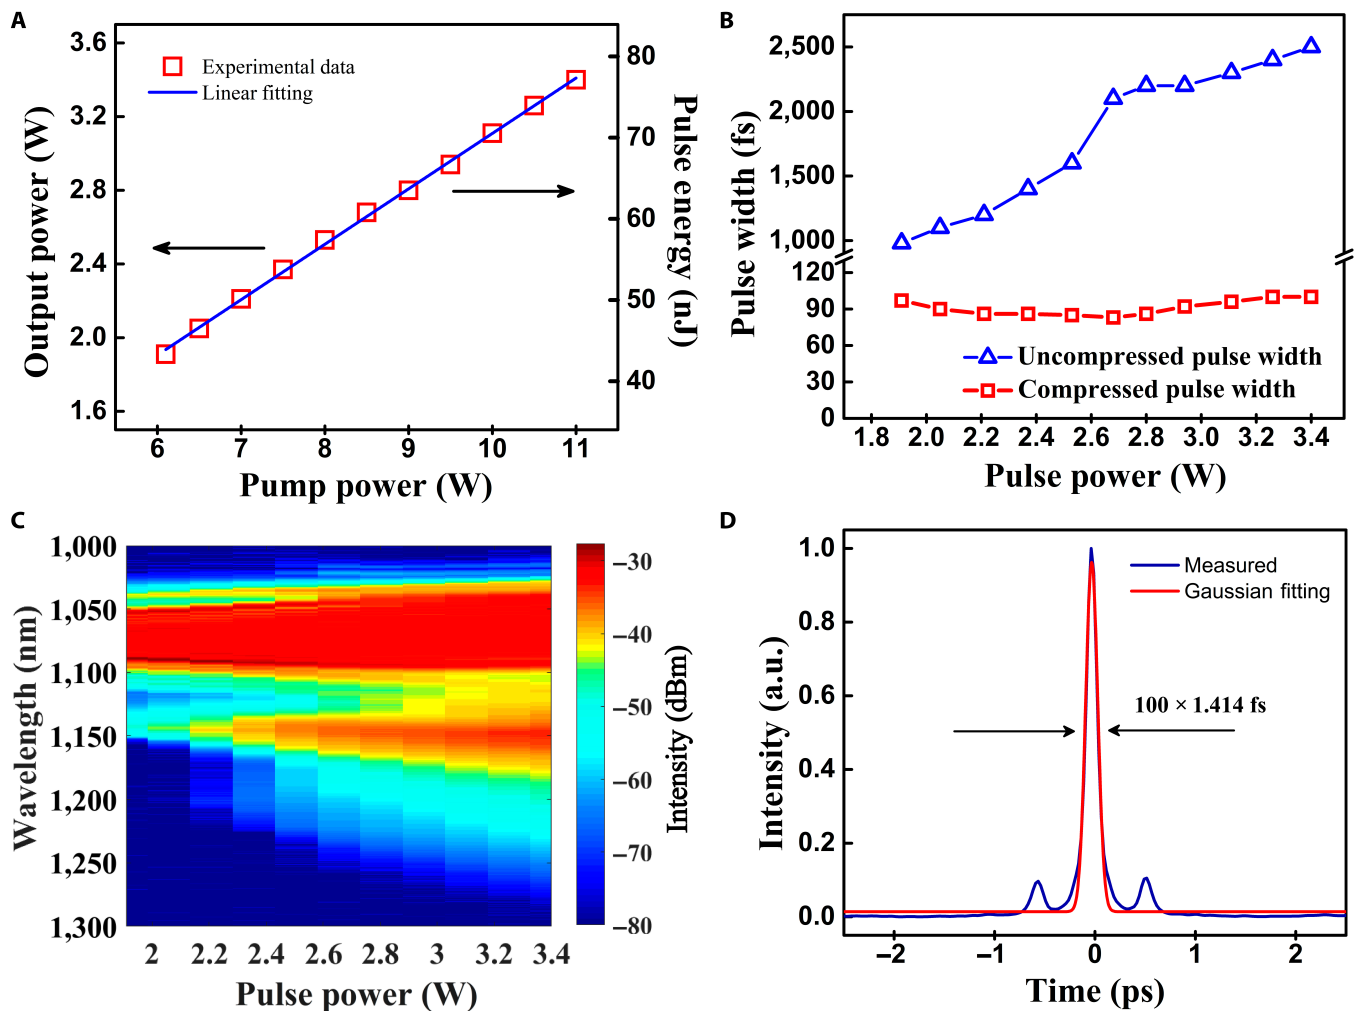 A
3.6
3.2
2.8
2.4
2.0
1.6
Output power (W)
Experimental data
Linear fitting
80
70
60
50
40
Pulse energy (nJ)
6 7 8 9 10 11
Pump power (W)
B
2,500
2,000
1,500
1,000
120
90
60
30
0
Pulse width (fs)
Uncompressed pulse width
Compressed pulse width
1.8 2.0 2.2 2.4 2.6 2.8 3.0 3.2 3.4
Pulse power (W)
C
1,000
1,050
1,100
1,150
1,200
1,250
1,300
Wavelength (nm)
2 2.2 2.4 2.6 2.8 3 3.2 3.4
Pulse power (W)
−30
−40
−50
−60
−70
−80
Intensity (dBm)
D
1.0
0.8
0.6
0.4
0.2
0.0
Intensity (a.u.)
Measured
Gaussian fitting
100 × 1.414 fs
−2 −1 0 1 2
Time (ps)